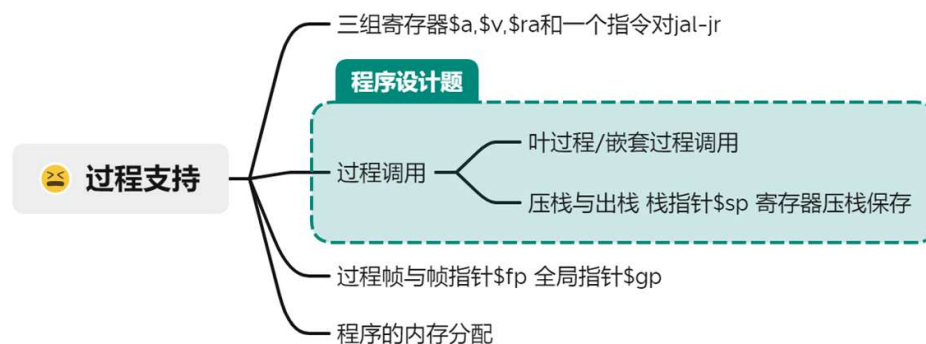 三组寄存器$a,$v,$ra和一个指令对jal-jr
程序设计题
叶过程/嵌套过程调用
过程支持
过程调用
压栈与出栈 栈指针$sp 寄存器压栈保存
过程帧与帧指针$fp 全局指针$gp
程序的内存分配